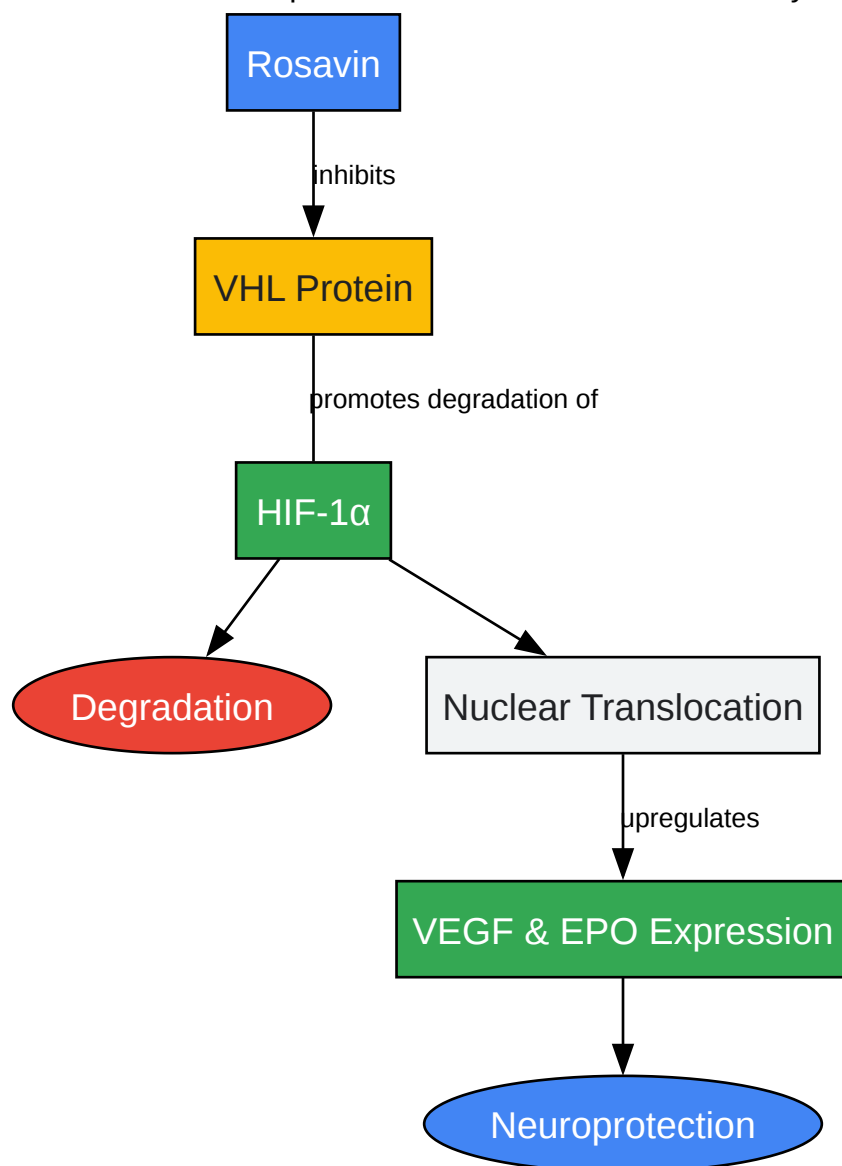 Rosavin
inhibits
VHL Protein
promotes degradation of
HIF-1α
Degradation
Nuclear Translocation
upregulates
VEGF & EPO Expression
Neuroprotection